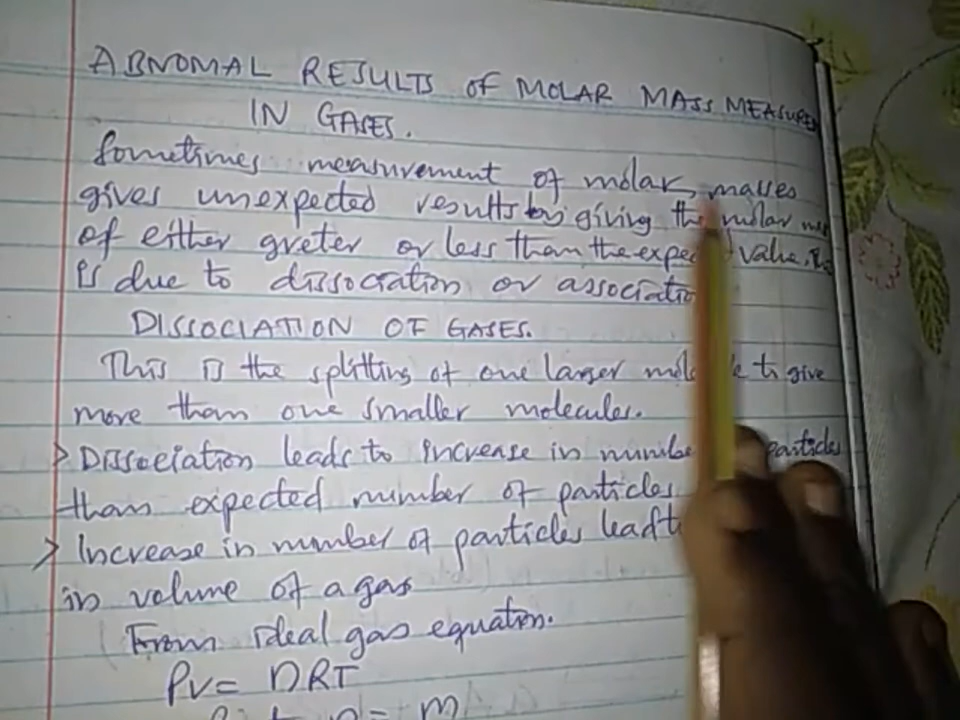 ABNOMAL RESULTS OF MOLAR MASS
IN GASES.
Sometimes measurement of molar masses
gives unexpected results by giving the molar
of either greter or less than the expec value.
is due to dissociation or associatio
DISSOCIATION OF GASES.
This is the splitting of one larger mole to give
more than one smaller molecules.
> Dissociation leads to increase in numbe particles
than expected number of particles
> Increase in number of particles lead t
in volume of a gas
From ideal gas equation.
PV = nRT
n = m